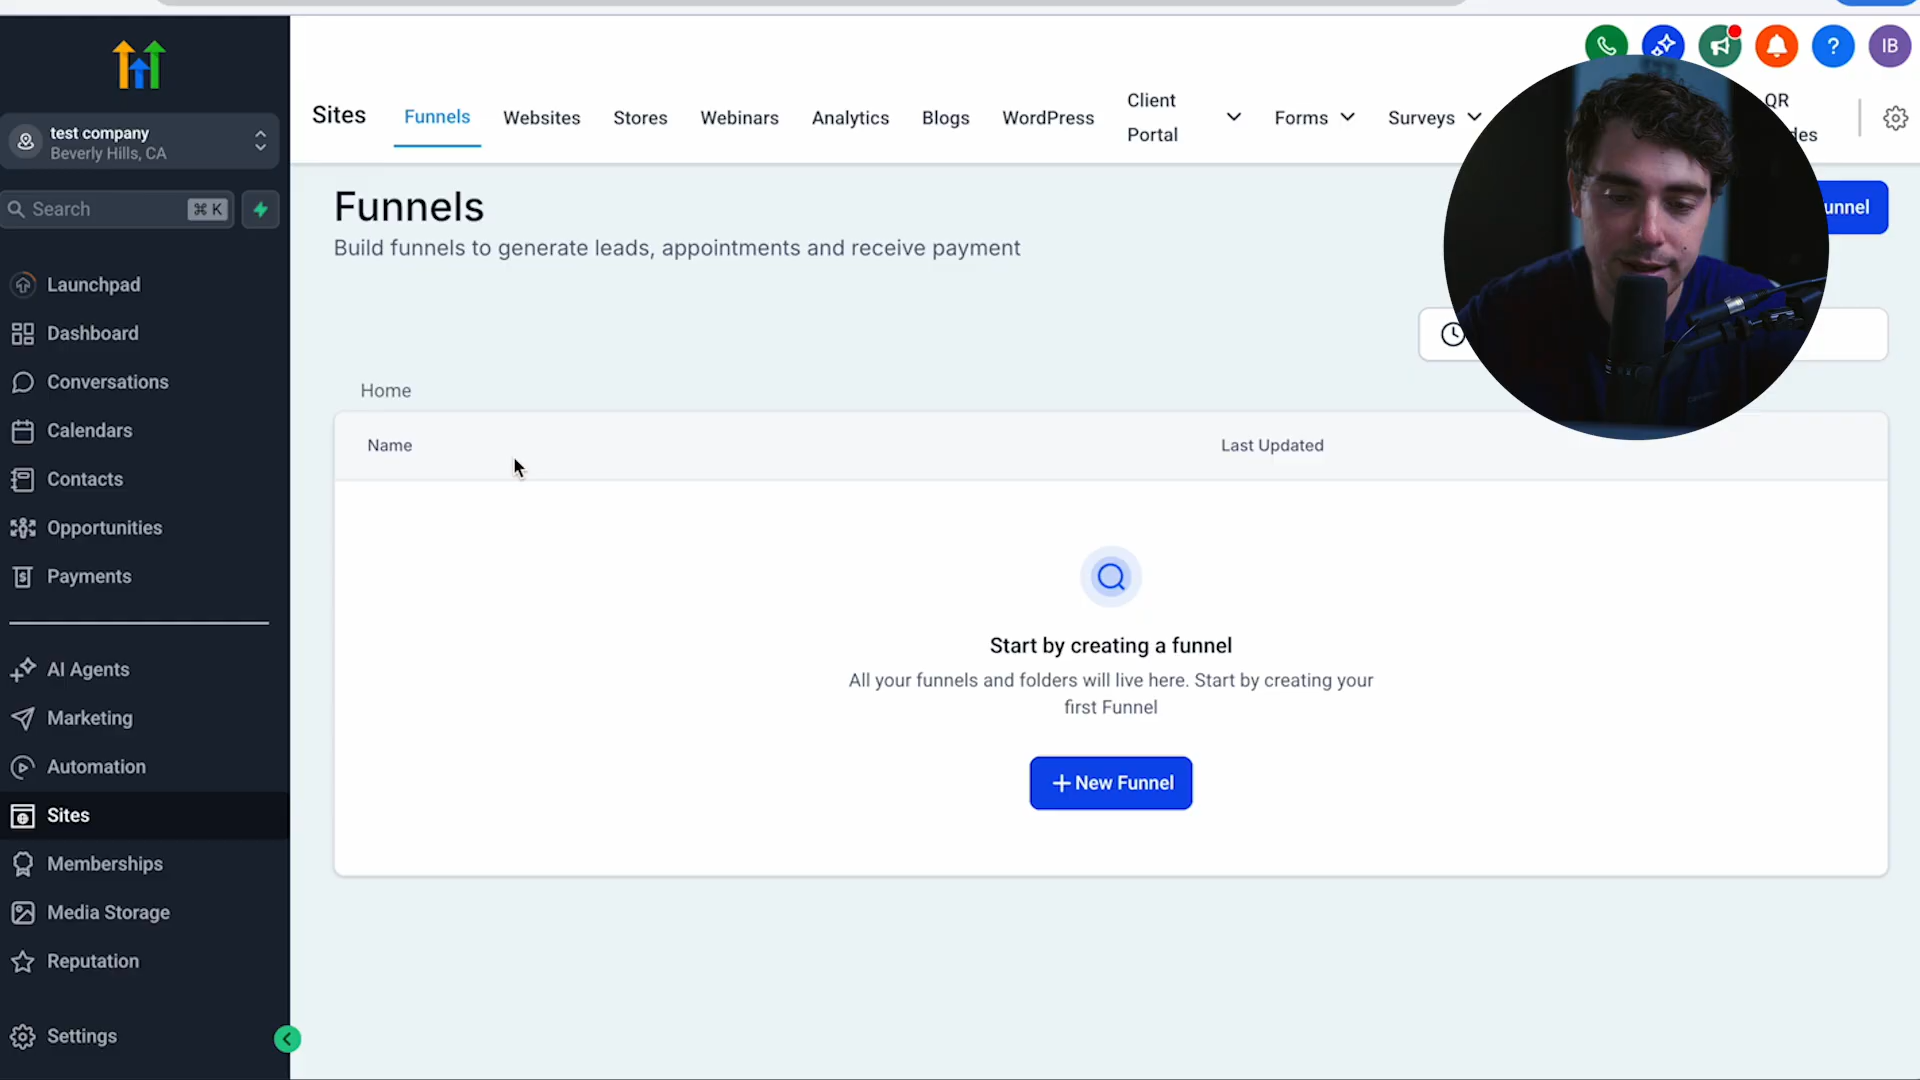 IB
Sites
Funnels
Websites
Stores
Webinars
Analytics
Blogs
WordPress
Client
Portal
Forms
Surveys
QR
test company
Beverly Hills, CA
Search
⌘ K
Launchpad
Dashboard
Conversations
Calendars
Contacts
Opportunities
Payments
AI Agents
Marketing
Automation
Sites
Memberships
Media Storage
Reputation
Settings
Funnels
Build funnels to generate leads, appointments and receive payment
Home
Name
Last Updated
Start by creating a funnel
All your funnels and folders will live here. Start by creating your
first Funnel
+ New Funnel